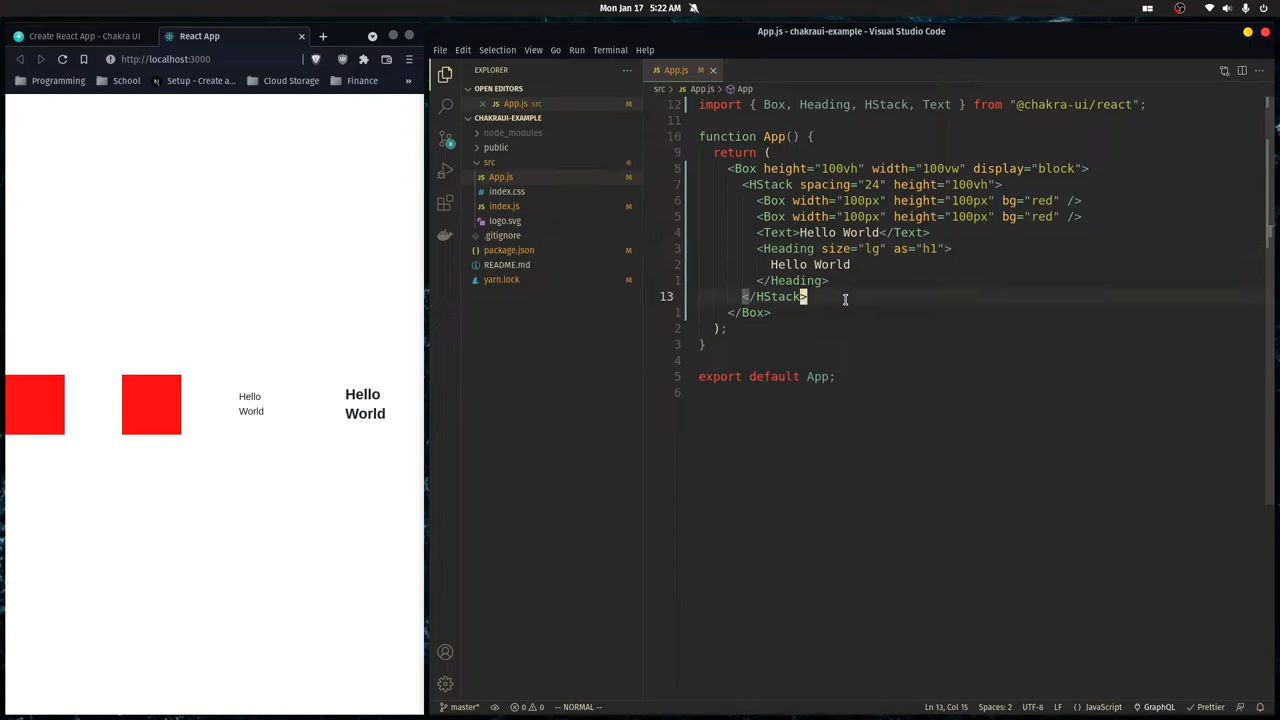 Mon Jan 17 5:22 AM
Create React App - Chakra UI
React App
http://localhost:3000
Programming
School
Setup - Create a...
Cloud Storage
Finance
»
Hello
World
Hello
World
App.js - chakraui-example - Visual Studio Code
File Edit Selection View Go Run Terminal Help
EXPLORER
OPEN EDITORS
App.js src M
CHAKRAUI-EXAMPLE
node_modules
public
src
App.js M
index.css
index.js M
logo.svg
.gitignore
package.json M
README.md
yarn.lock M
App.js M
src > App.js > App
12 import { Box, Heading, HStack, Text } from "@chakra-ui/react";
11
10 function App() {
9 return (
8 <Box height="100vh" width="100vw" display="block">
7 <HStack spacing="24" height="100vh">
6 <Box width="100px" height="100px" bg="red" />
5 <Box width="100px" height="100px" bg="red" />
4 <Text>Hello World</Text>
3 <Heading size="lg" as="h1">
2 Hello World
1 </Heading>
13 </HStack>
1 </Box>
2 );
3 }
4
5 export default App;
6
master* 0 0 -- NORMAL -- Ln 13, Col 15 Spaces: 2 UTF-8 LF JavaScript GraphQL Prettier